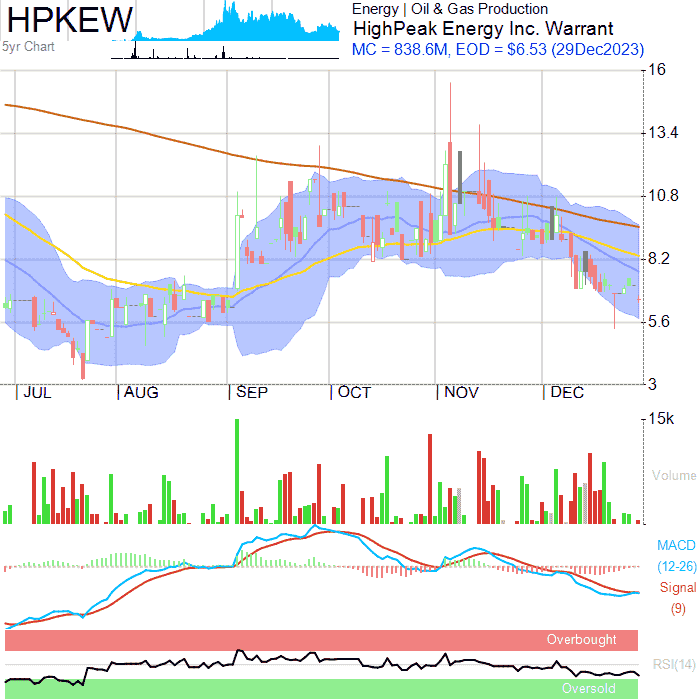 HPKEW
5yr Chart
Energy | Oil & Gas Production
HighPeak Energy Inc. Warrant
MC = 838.6M, EOD = $6.53 (29Dec2023)
16
13.4
10.8
8.2
5.6
3
JUL AUG SEP OCT NOV DEC
15k
Volume
MACD
(12-26)
Signal
(9)
Overbought
RSI(14)
Oversold